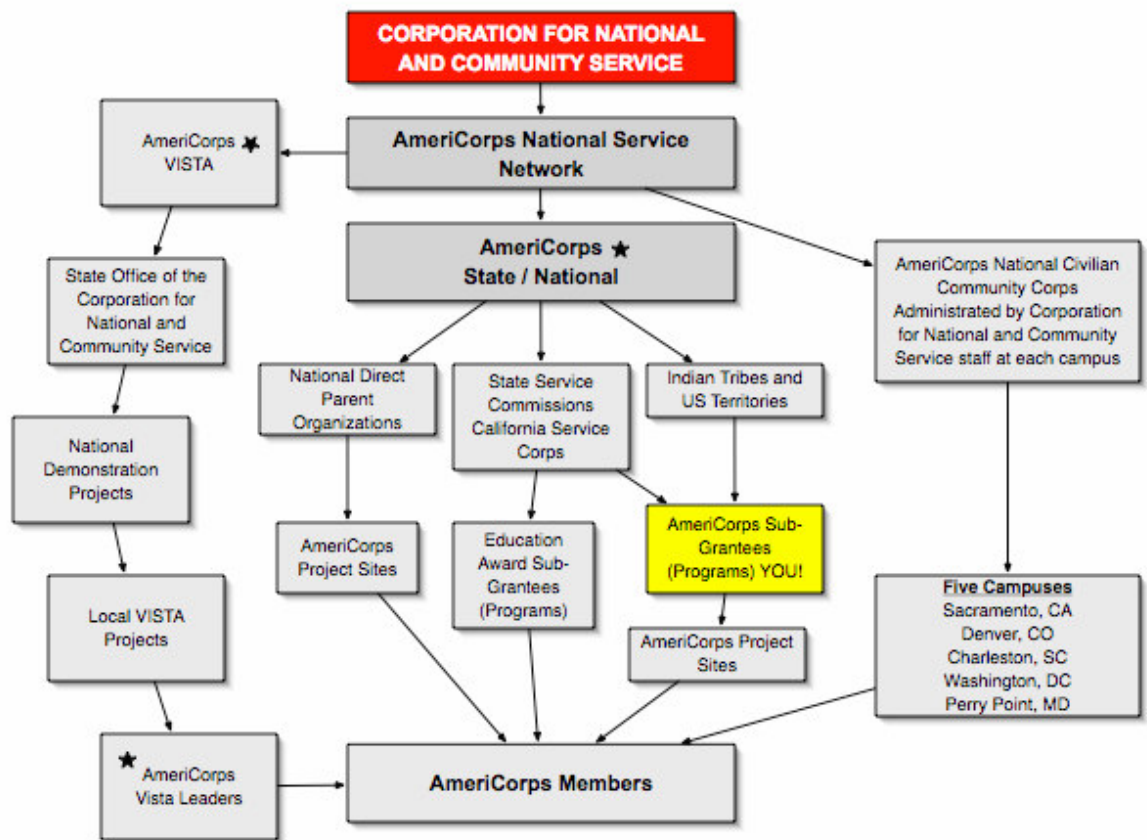 CORPORATION FOR NATIONAL
AND COMMUNITY SERVICE
AmeriCorps
VISTA
AmeriCorps National Service
Network
AmeriCorps
State / National
State Office of the
Corporation for
National and
Community Service
AmeriCorps National Civilian
Community Corps
Administrated by Corporation
for National and Community
Service staff at each campus
National Direct
Parent
Organizations
State Service
Commissions
California Service
Corps
Indian Tribes and
US Territories
National
Demonstration
Projects
AmeriCorps
Project Sites
Education
Award Sub-
Grantees
(Programs)
AmeriCorps Sub-
Grantees
(Programs) YOU!
Local VISTA
Projects
AmeriCorps Project
Sites
Five Campuses
Sacramento, CA
Denver, CO
Charleston, SC
Washington, DC
Perry Point, MD
AmeriCorps
Vista Leaders
AmeriCorps Members